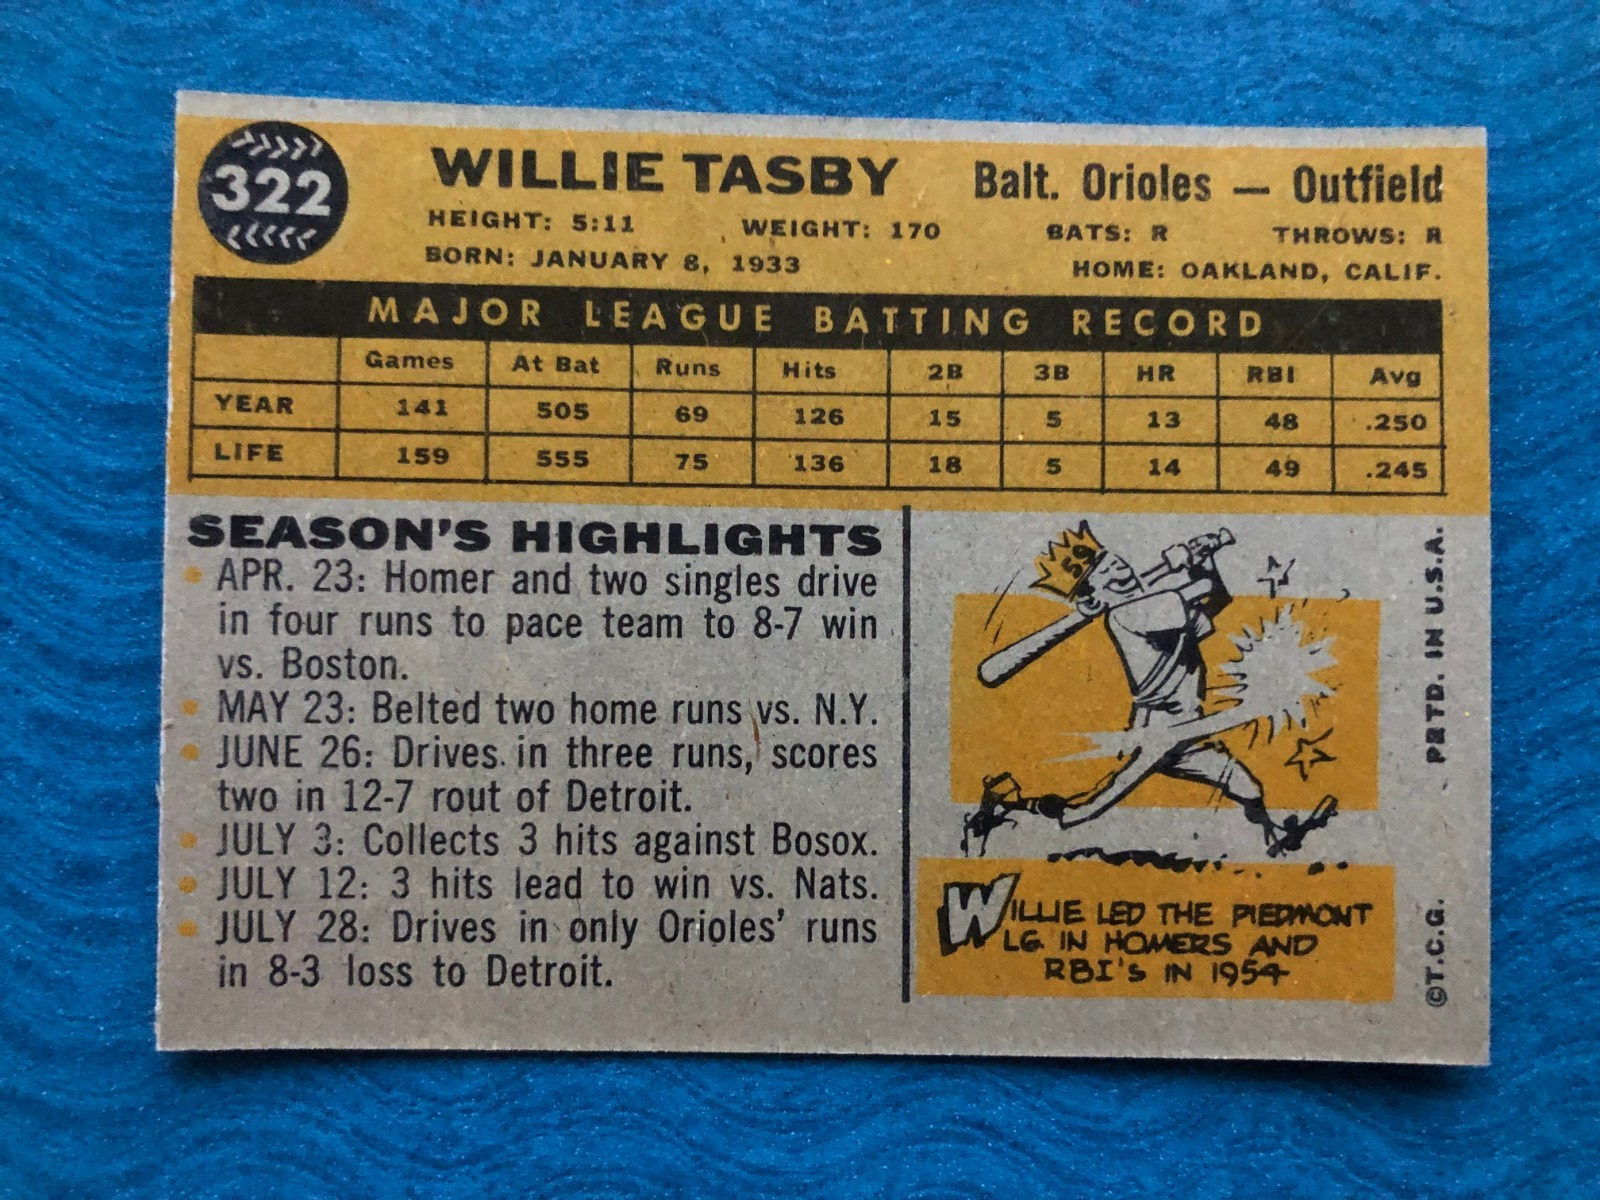 322
WILLIE TASBY
Balt. Orioles — Outfield
HEIGHT: 5:11 WEIGHT: 170 BATS: R THROWS: R
BORN: JANUARY 8, 1933 HOME: OAKLAND, CALIF.
MAJOR LEAGUE BATTING RECORD
Games At Bat Runs Hits 2B 3B HR RBI Avg
YEAR 141 505 69 126 15 5 13 48 .250
LIFE 159 555 75 136 18 5 14 49 .245
SEASON'S HIGHLIGHTS
• APR. 23: Homer and two singles drive
in four runs to pace team to 8-7 win
vs. Boston.
• MAY 23: Belted two home runs vs. N.Y.
• JUNE 26: Drives in three runs, scores
two in 12-7 rout of Detroit.
• JULY 3: Collects 3 hits against Bosox.
• JULY 12: 3 hits lead to win vs. Nats.
• JULY 28: Drives in only Orioles' runs
in 8-3 loss to Detroit.
59
WILLIE LED THE PIEDMONT
LG. IN HOMERS AND
RBI's IN 1954
©T.C.G. PRTD. IN U.S.A.